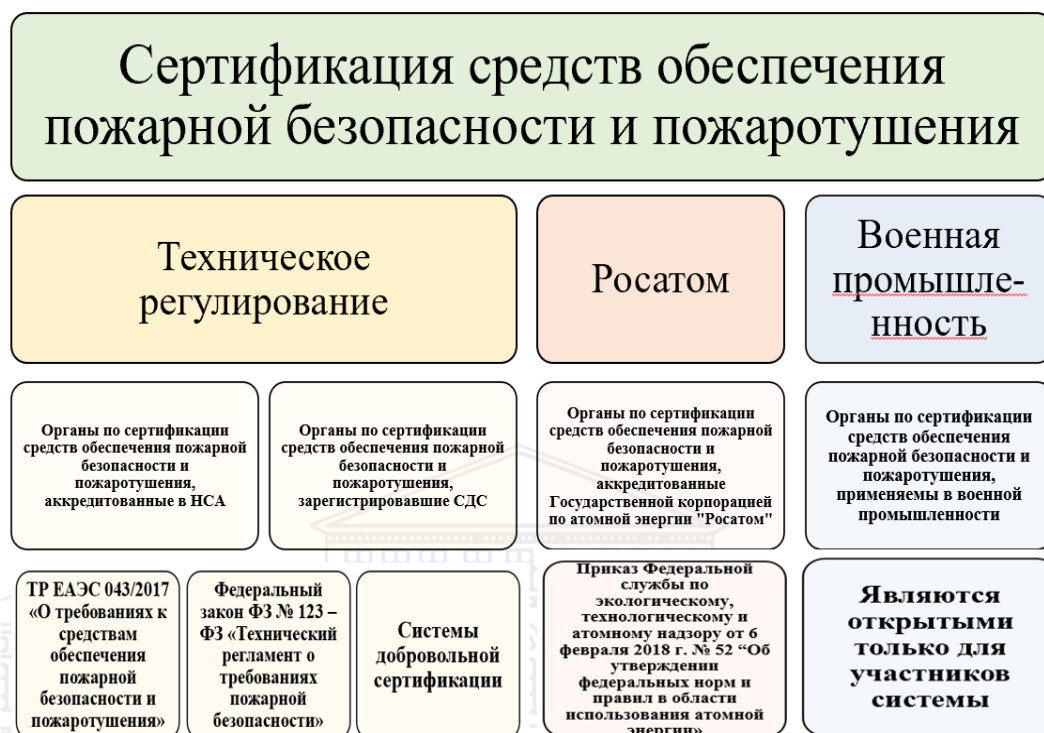 Сертификация средств обеспечения
пожарной безопасности и пожаротушения
Техническое
регулирование
Росатом
Военная
промышле-
нность
Органы по сертификации
средств обеспечения пожарной
безопасности и
пожаротушения,
аккредитованные в НСА
Органы по сертификации
средств обеспечения пожарной
безопасности и
пожаротушения,
зарегистрировавшие СДС
Органы по сертификации
средств обеспечения пожарной
безопасности и
пожаротушения,
аккредитованные
Государственной корпорацией
по атомной энергии "Росатом"
Органы по сертификации
средств обеспечения
пожарной безопасности и
пожаротушения,
применяемы в военной
промышленности
ТР ЕАЭС 043/2017
«О требованиях к
средствам
обеспечения
пожарной
безопасности и
пожаротушения»
Федеральный
закон ФЗ № 123 –
ФЗ «Технический
регламент о
требованиях
пожарной
безопасности»
Системы
добровольной
сертификации
Приказ Федеральной
службы по
экологическому,
технологическому и
атомному надзору от 6
февраля 2018 г. № 52 “Об
утверждении
федеральных норм и
правил в области
использования атомной
энергии»
Являются
открытыми
только для
участников
системы